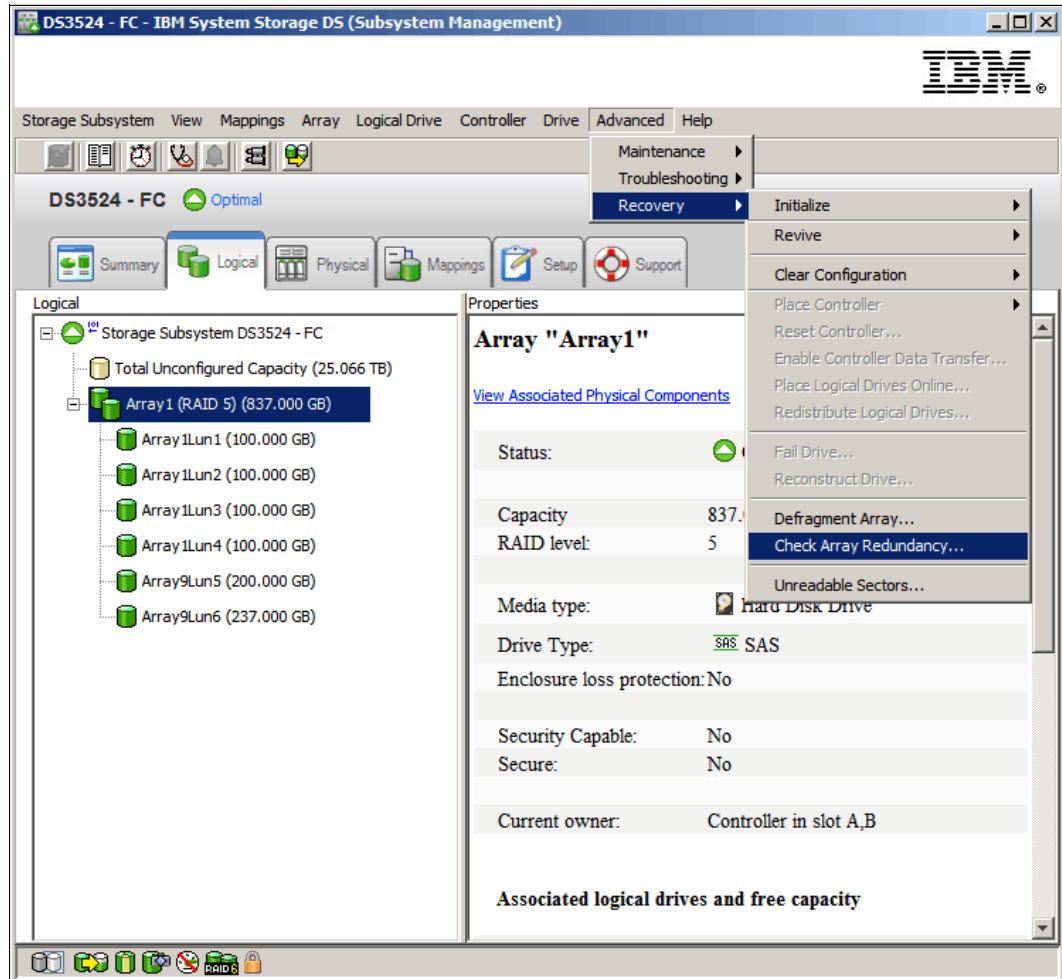 DS3524 - FC - IBM System Storage DS (Subsystem Management)
IBM®
Storage Subsystem View Mappings Array Logical Drive Controller Drive Advanced Help
Maintenance
Troubleshooting
Recovery
Initialize
Revive
Clear Configuration
Place Controller
Reset Controller...
Enable Controller Data Transfer...
Place Logical Drives Online...
Redistribute Logical Drives...
Fail Drive...
Reconstruct Drive...
Defragment Array...
Check Array Redundancy...
Unreadable Sectors...
DS3524 - FC Optimal
Summary Logical Physical Mappings Setup Support
Logical
Storage Subsystem DS3524 - FC
Total Unconfigured Capacity (25.066 TB)
Array1 (RAID 5) (837.000 GB)
Array1Lun1 (100.000 GB)
Array1Lun2 (100.000 GB)
Array1Lun3 (100.000 GB)
Array1Lun4 (100.000 GB)
Array9Lun5 (200.000 GB)
Array9Lun6 (237.000 GB)
Properties
Array "Array1"
View Associated Physical Components
Status:
Capacity 837.
RAID level: 5
Media type: Hard Disk Drive
Drive Type: SAS SAS
Enclosure loss protection: No
Security Capable: No
Secure: No
Current owner: Controller in slot A,B
Associated logical drives and free capacity
RAID6